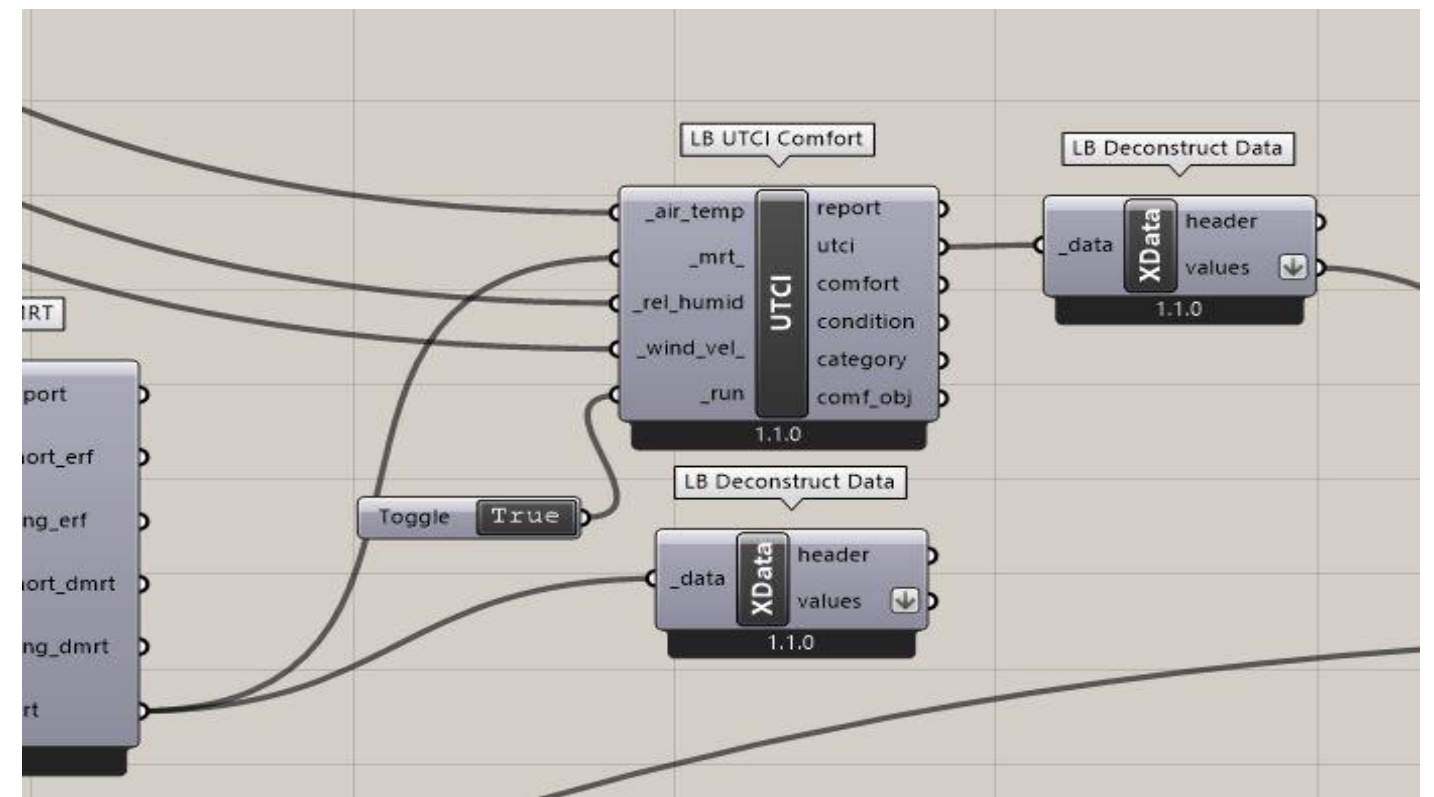 LB UTCI Comfort
LB Deconstruct Data
_air_temp
_mrt_
_rel_humid
_wind_vel_
_run
UTCI
report
utci
comfort
condition
category
comf_obj
1.1.0
_data
XData
header
values
1.1.0
Toggle True
LB Deconstruct Data
_data
XData
header
values
1.1.0
IRT
port
ort_erf
ng_erf
ort_dmrt
ng_dmrt
rt